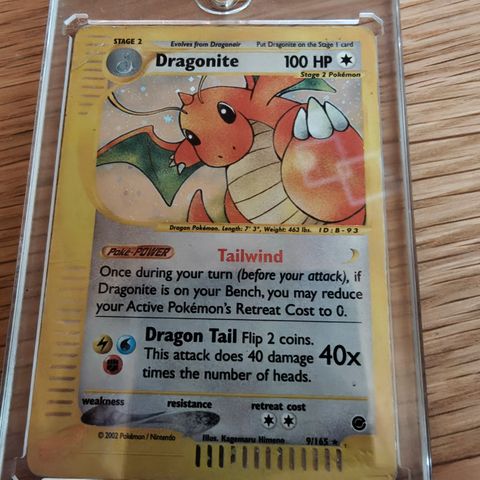 STAGE 2 Evolves from Dragonair Put Dragonite on the Stage 1 card
Dragonite 100 HP
Stage 2 Pokémon
Dragon Pokémon. Length: 7' 3", Weight: 463 lbs. ID: B-93
Poké-POWER Tailwind
Once during your turn (before your attack), if
Dragonite is on your Bench, you may reduce
your Active Pokémon's Retreat Cost to 0.
Dragon Tail Flip 2 coins.
This attack does 40 damage 40x
times the number of heads.
weakness resistance retreat cost
Illus. Kagemaru Himeno 9/165
© 2002 Pokémon / Nintendo